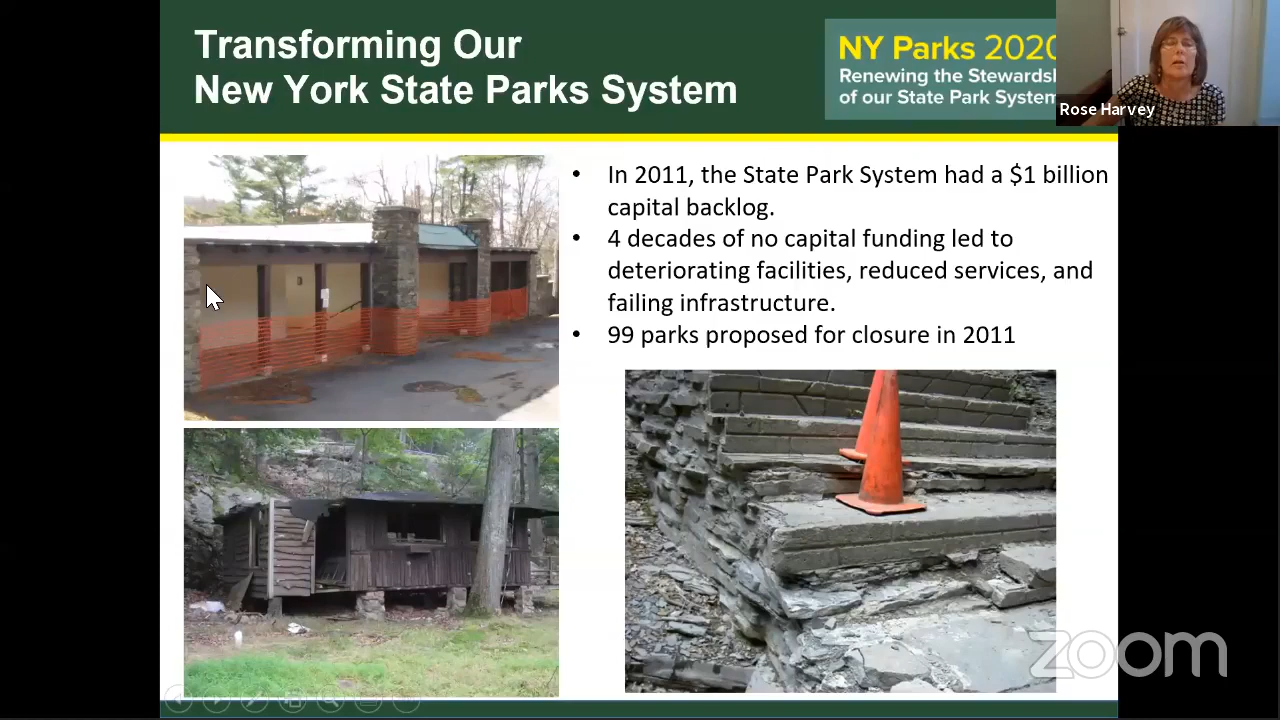 Transforming Our
New York State Parks System
NY Parks 2020
Renewing the Stewardsh
of our State Park System
Rose Harvey
• In 2011, the State Park System had a $1 billion
capital backlog.
• 4 decades of no capital funding led to
deteriorating facilities, reduced services, and
failing infrastructure.
• 99 parks proposed for closure in 2011
zoom